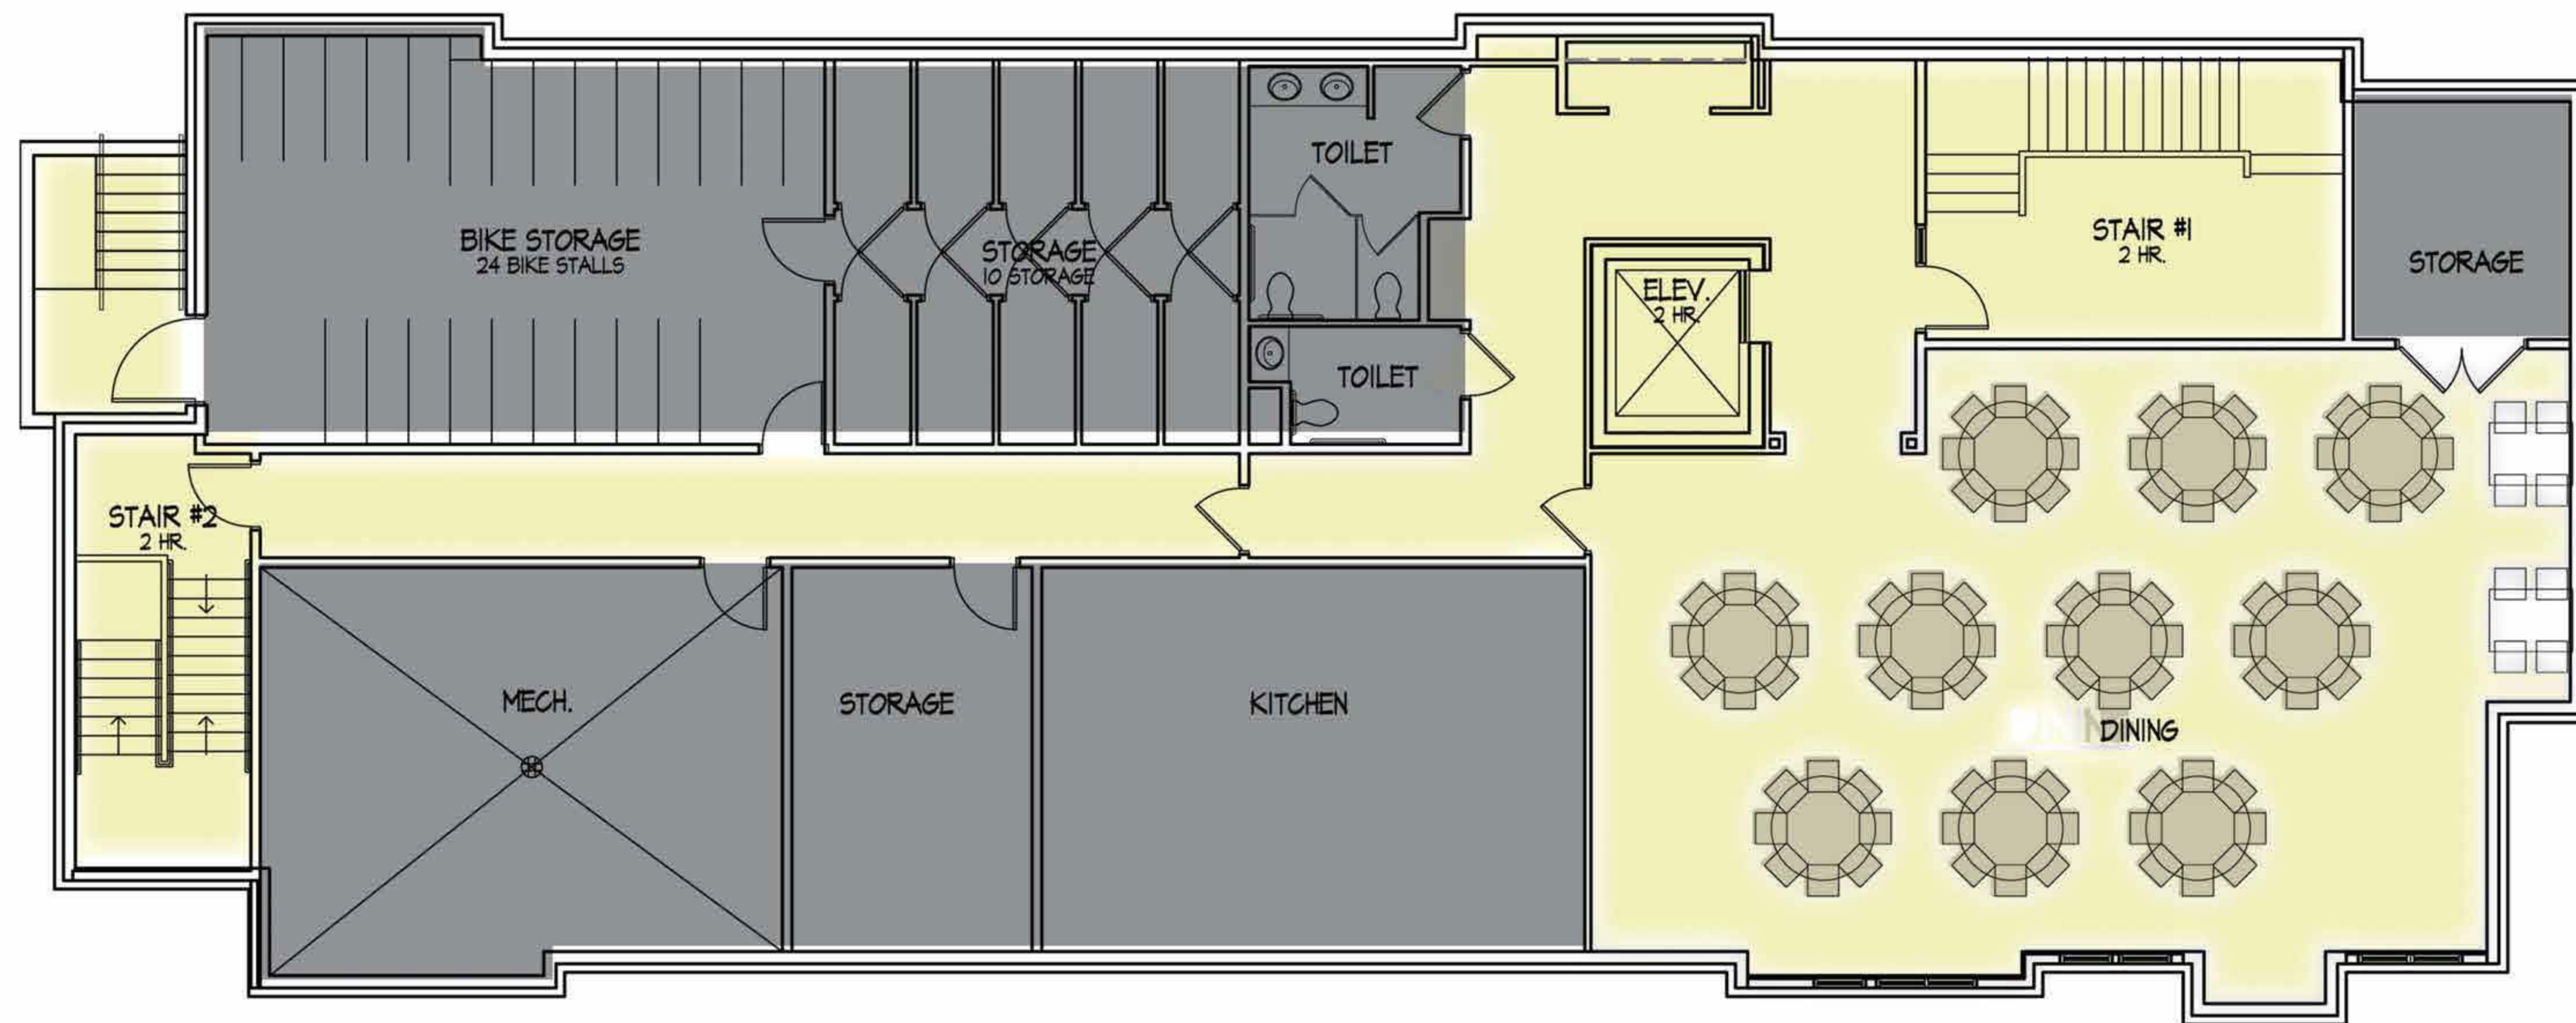 TOILET
BIKE STORAGE
24 BIKE STALLS
STORAGE
10 STORAGE
STAIR #1
2 HR.
STORAGE
ELEV.
2 HR.
TOILET
STAIR #2
2 HR.
MECH.
STORAGE
KITCHEN
DINING